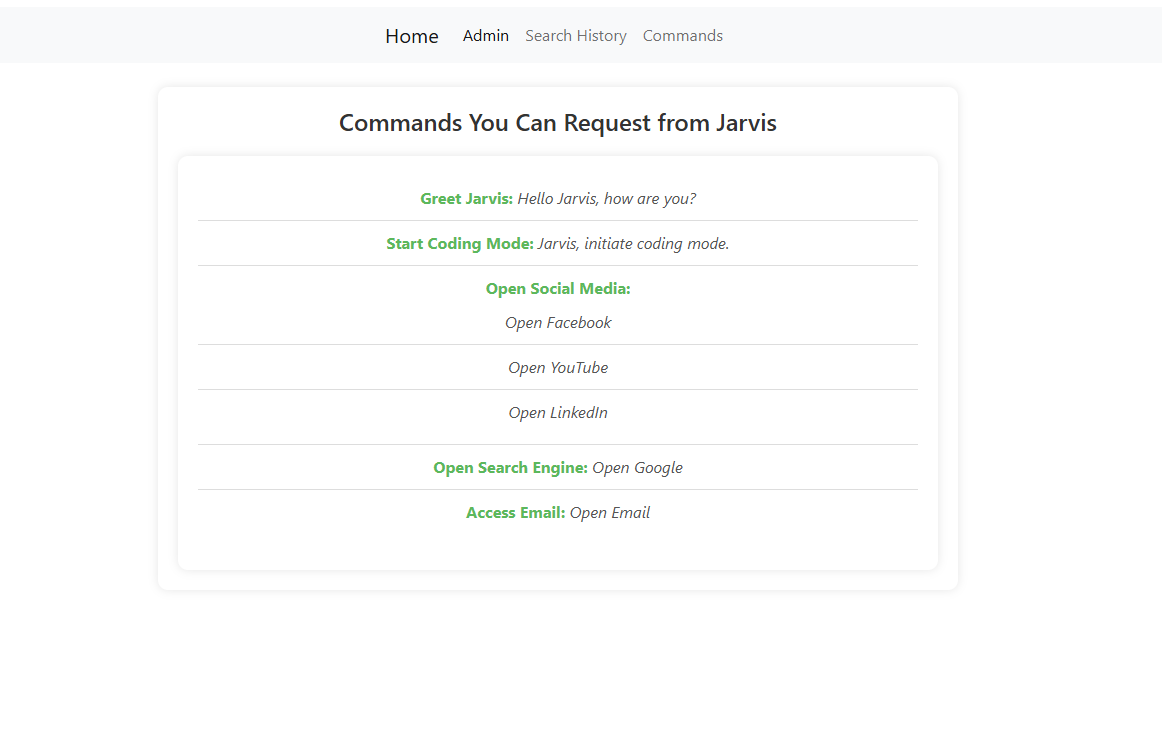 Home Admin Search History Commands
Commands You Can Request from Jarvis
Greet Jarvis: Hello Jarvis, how are you?
Start Coding Mode: Jarvis, initiate coding mode.
Open Social Media:
Open Facebook
Open YouTube
Open LinkedIn
Open Search Engine: Open Google
Access Email: Open Email